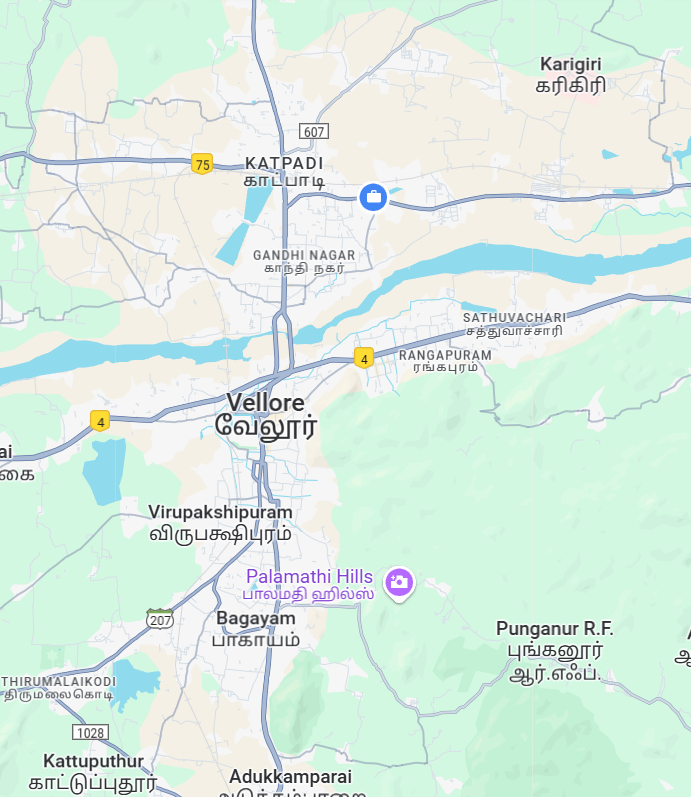 Karigiri
கரிகிரி
607
75
KATPADI
காட்பாடி
GANDHI NAGAR
காந்தி நகர்
SATHUVACHARI
சத்துவாச்சாரி
RANGAPURAM
ரங்கபுரம்
4
Vellore
வேலூர்
4
ai
கை
Virupakshipuram
விருபக்ஷிபுரம்
Palamathi Hills
பாலமதி ஹில்ஸ்
207
Bagayam
பாகாயம்
Punganur R.F.
புங்கனூர்
ஆர்.எஃப்.
THIRUMALAIKODI
திருமலைகொடி
1028
Kattuputhur
காட்டுப்புதூர்
Adukkamparai